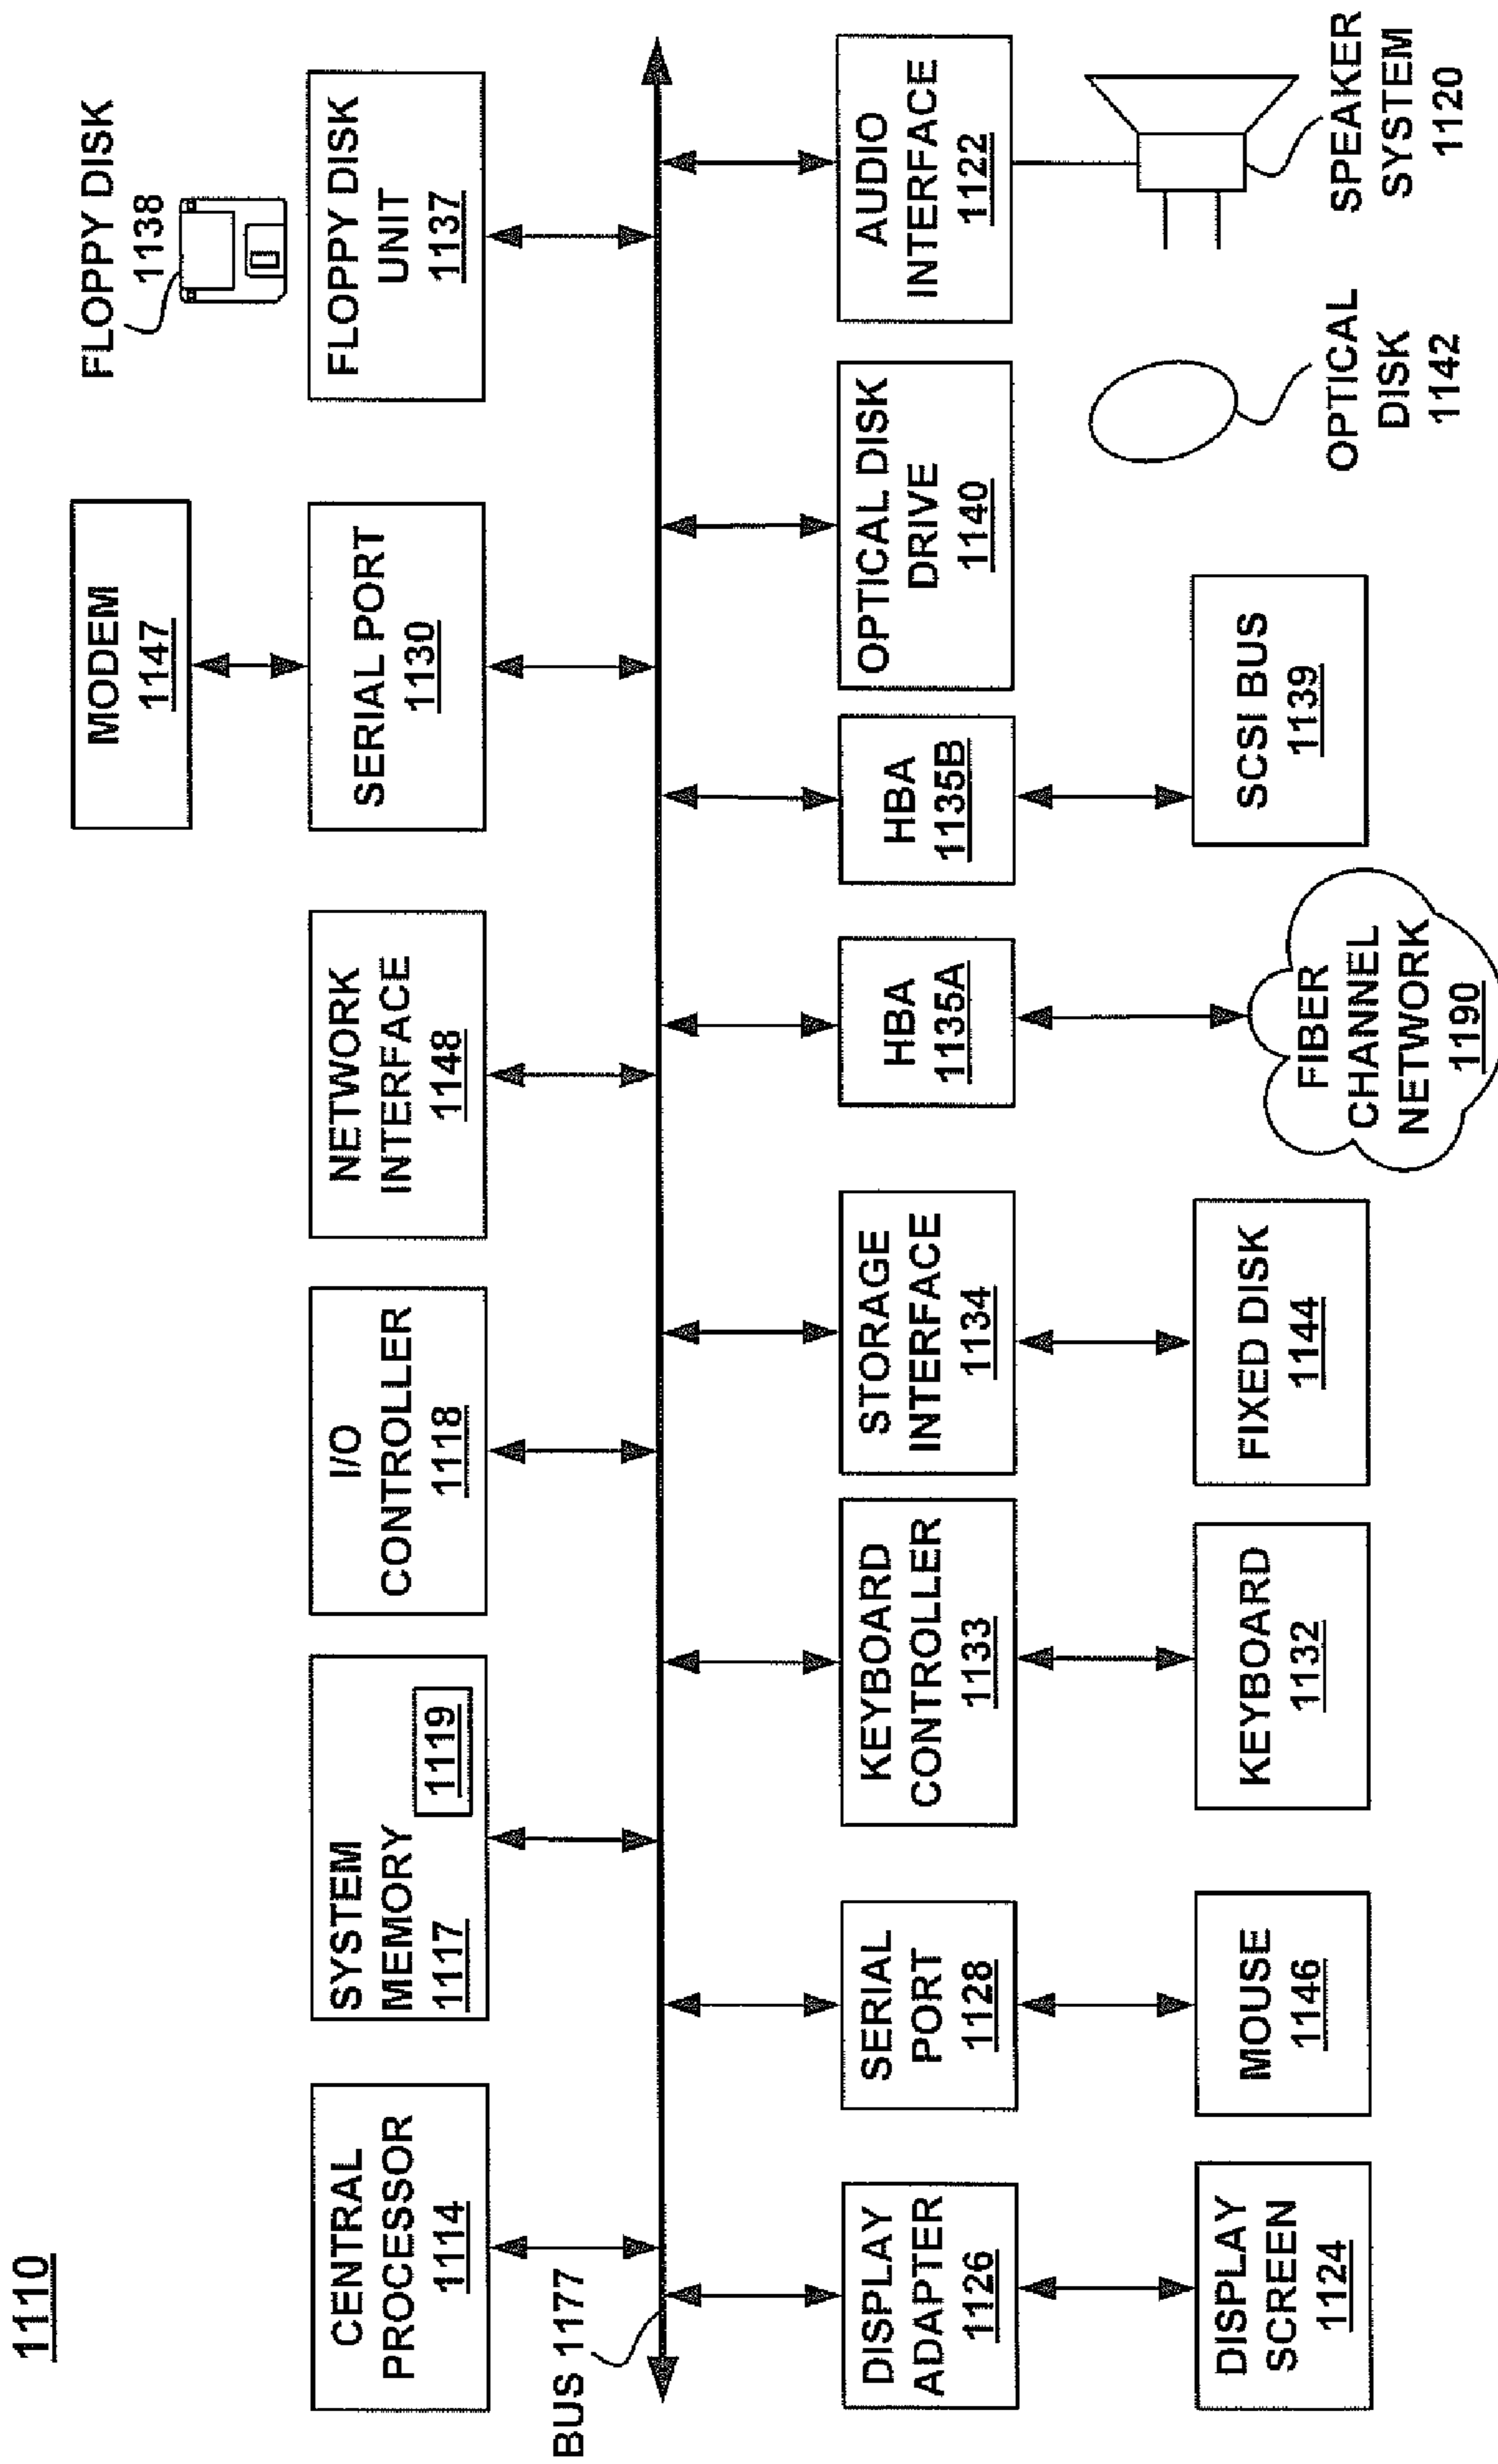 1110
FLOPPY DISK
1138
MODEM
1147
CENTRAL
PROCESSOR
1114
SYSTEM
MEMORY
1117
1119
I/O
CONTROLLER
1118
NETWORK
INTERFACE
1148
SERIAL PORT
1130
FLOPPY DISK
UNIT
1137
BUS 1177
DISPLAY
ADAPTER
1126
SERIAL
PORT
1128
KEYBOARD
CONTROLLER
1133
STORAGE
INTERFACE
1134
HBA
1135A
HBA
1135B
OPTICAL DISK
DRIVE
1140
AUDIO
INTERFACE
1122
DISPLAY
SCREEN
1124
MOUSE
1146
KEYBOARD
1132
FIXED DISK
1144
FIBER
CHANNEL
NETWORK
1190
SCSI BUS
1139
OPTICAL
DISK
1142
SPEAKER
SYSTEM
1120